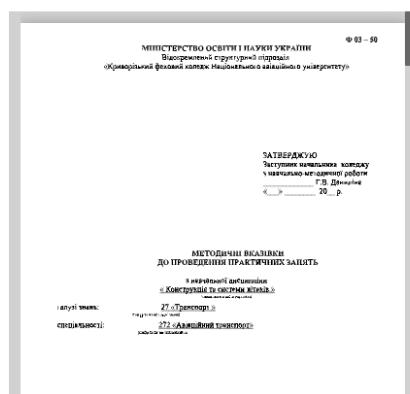 Ф 03 – 50
МІНІСТЕРСТВО ОСВІТИ І НАУКИ УКРАЇНИ
Відокремлений структурний підрозділ
«Криворізький фаховий коледж Національного авіаційного університету»
ЗАТВЕРДЖУЮ
Заступник начальника коледжу
з навчально-методичної роботи
____________ Г.В.
«___» ________ 20__ р.
МЕТОДИЧНІ ВКАЗІВКИ
ДО ПРОВЕДЕННЯ ПРАКТИЧНИХ ЗАНЯТЬ
з навчальної дисципліни
« Конструкція та системи літаків »
галузі знань: 27 «Транспорт »
спеціальності: 272 «Авіаційний транспорт»